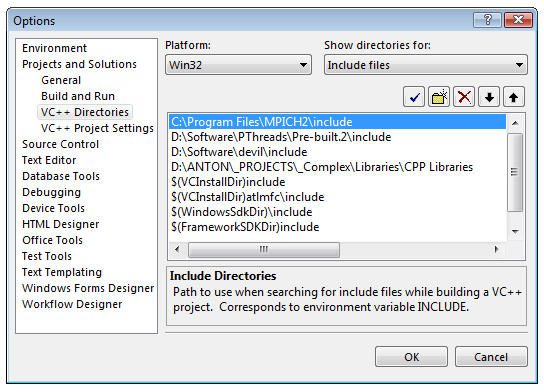 Options
Environment
Projects and Solutions
General
Build and Run
VC++ Directories
VC++ Project Settings
Source Control
Text Editor
Database Tools
Debugging
Device Tools
HTML Designer
Office Tools
Test Tools
Text Templating
Windows Forms Designer
Workflow Designer
Platform:
Show directories for:
Win32
Include files
C:\Program Files\MPICH2\include
D:\Software\PThreads\Pre-built.2\include
D:\Software\devil\include
D:\ANTON\_PROJECTS\_Complex\Libraries\CPP Libraries
$(VCInstallDir)include
$(VCInstallDir)atlmfc\include
$(WindowsSdkDir)\include
$(FrameworkSDKDir)include
Include Directories
Path to use when searching for include files while building a VC++
project.  Corresponds to environment variable INCLUDE.
OK
Cancel